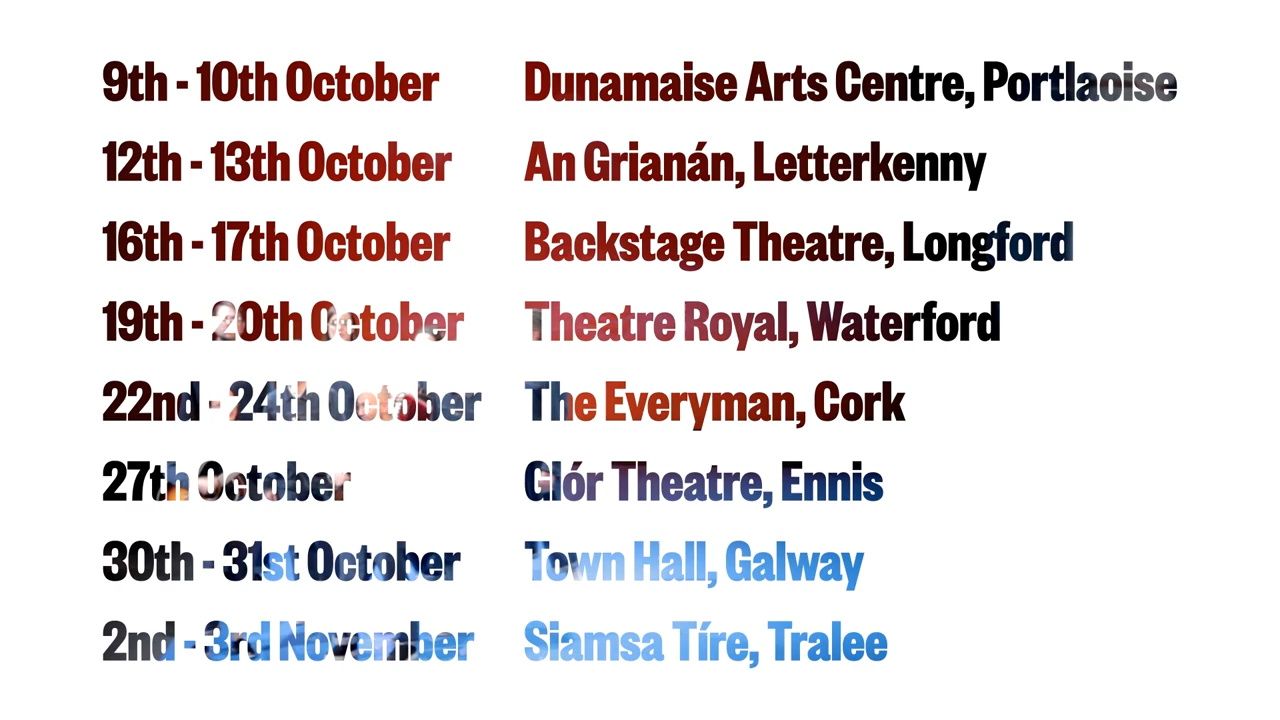 9th - 10th October Dunamaise Arts Centre, Portlaoise
12th - 13th October An Grianán, Letterkenny
16th - 17th October Backstage Theatre, Longford
19th - 20th October Theatre Royal, Waterford
22nd - 24th October The Everyman, Cork
27th October Glór Theatre, Ennis
30th - 31st October Town Hall, Galway
2nd - 3rd November Siamsa Tíre, Tralee